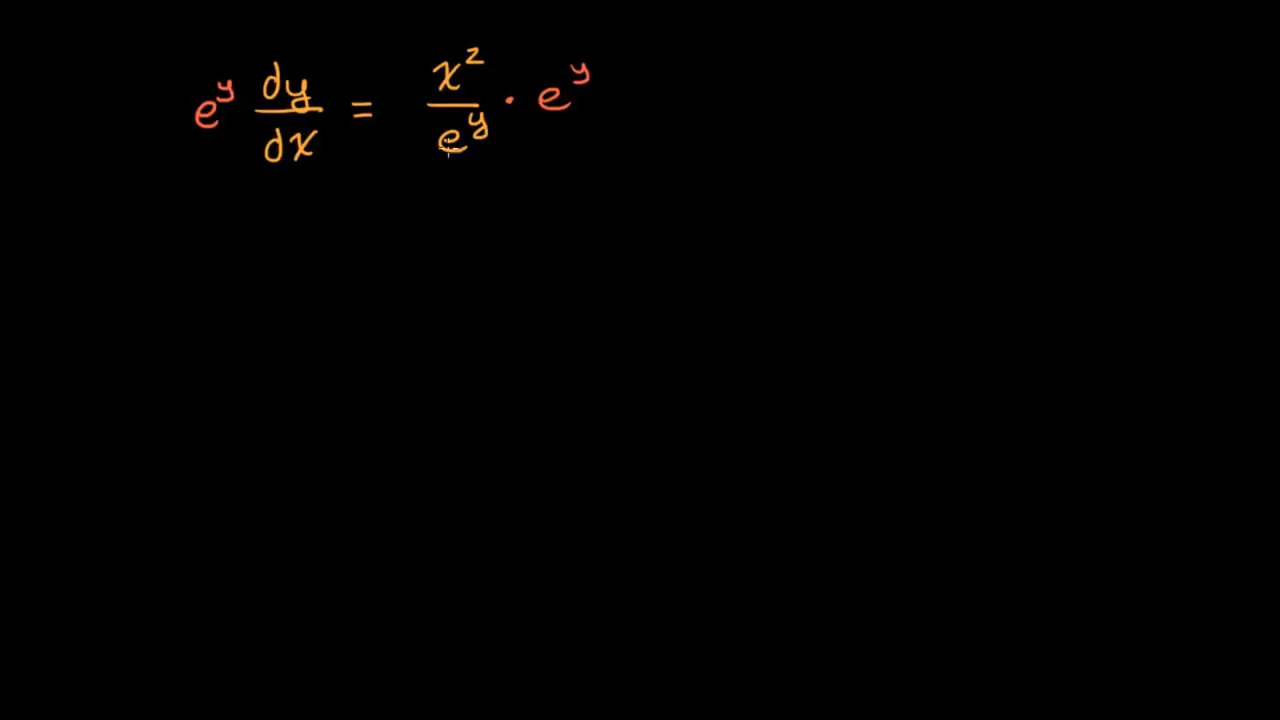 e^y dy/dx = x²/e^y · e^y